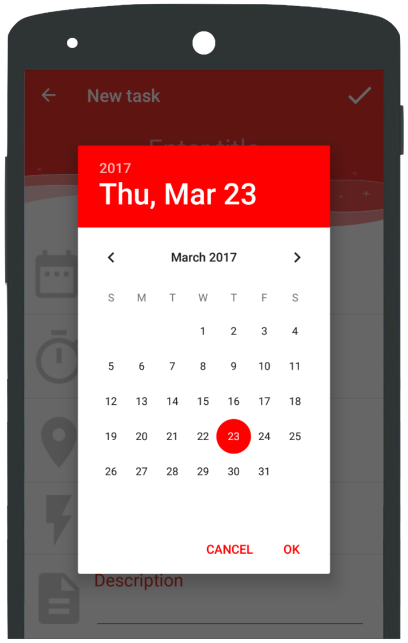 New task
Enter title
2017
Thu, Mar 23
March 2017
S M T W T F S
1 2 3 4
5 6 7 8 9 10 11
12 13 14 15 16 17 18
19 20 21 22 23 24 25
26 27 28 29 30 31
CANCEL OK
Description